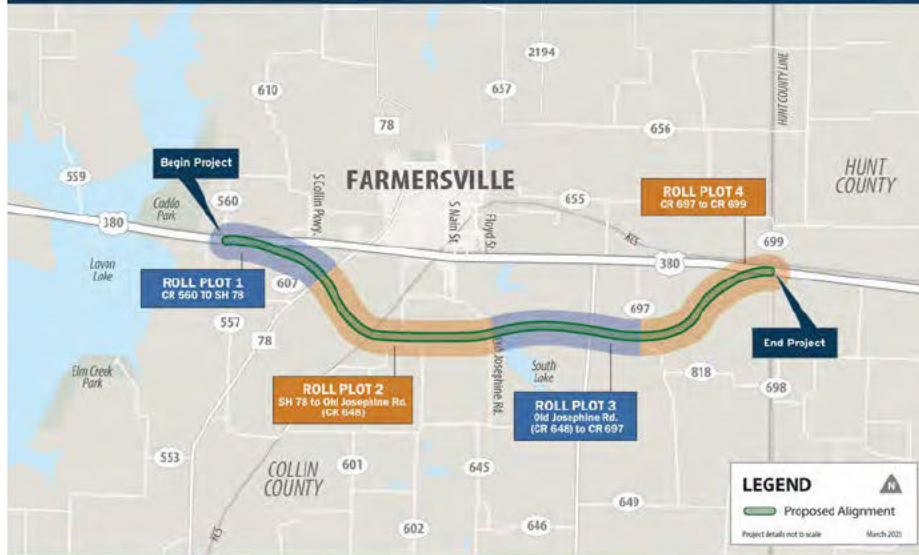 2194
610
657
78
656
HUNT COUNTY LINE
Begin Project
559
560
Caddo
Park
S Collin Pkwy.
FARMERSVILLE
S Main St.
Floyd St.
655
ROLL PLOT 4
CR 697 to CR 699
HUNT
COUNTY
380
KCS
699
380
Lavon
Lake
ROLL PLOT 1
CR 560 TO SH 78
607
697
557
78
End Project
Elm Creek
Park
ROLL PLOT 2
SH 78 to Old Josephine Rd.
(CR 648)
Josephine Rd.
South
Lake
ROLL PLOT 3
Old Josephine Rd.
(CR 648) to CR 697
818
698
553
COLLIN
COUNTY
601
645
KCS
602
646
649
LEGEND
N
Proposed Alignment
Project details not to scale
March 2025